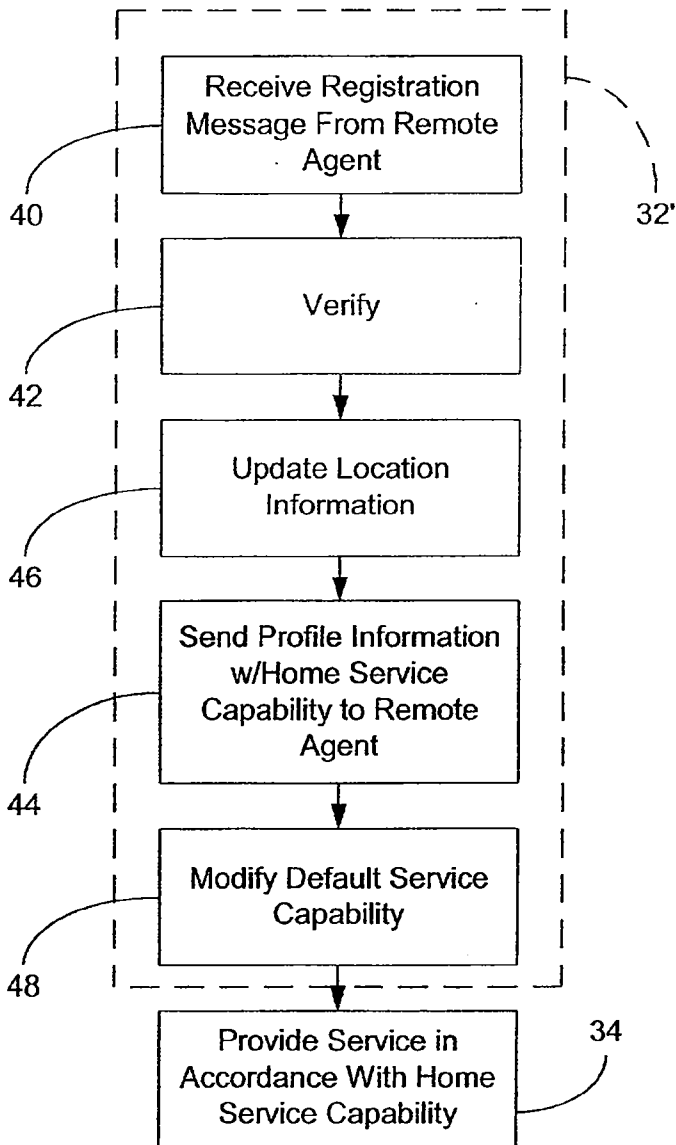 Receive Registration
Message From Remote
Agent
40
32'
Verify
42
Update Location
Information
46
Send Profile Information
w/Home Service
Capability to Remote
Agent
44
Modify Default Service
Capability
48
Provide Service in
Accordance With Home
Service Capability
34